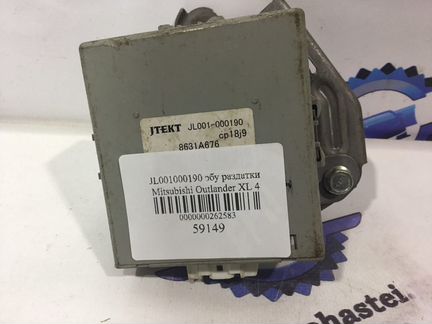 JTEKT JL001-000190
cp18j9
8631A676
JL001000190 эбу раздатки
Mitsubishi Outlander XL 4
0000000262583
59149